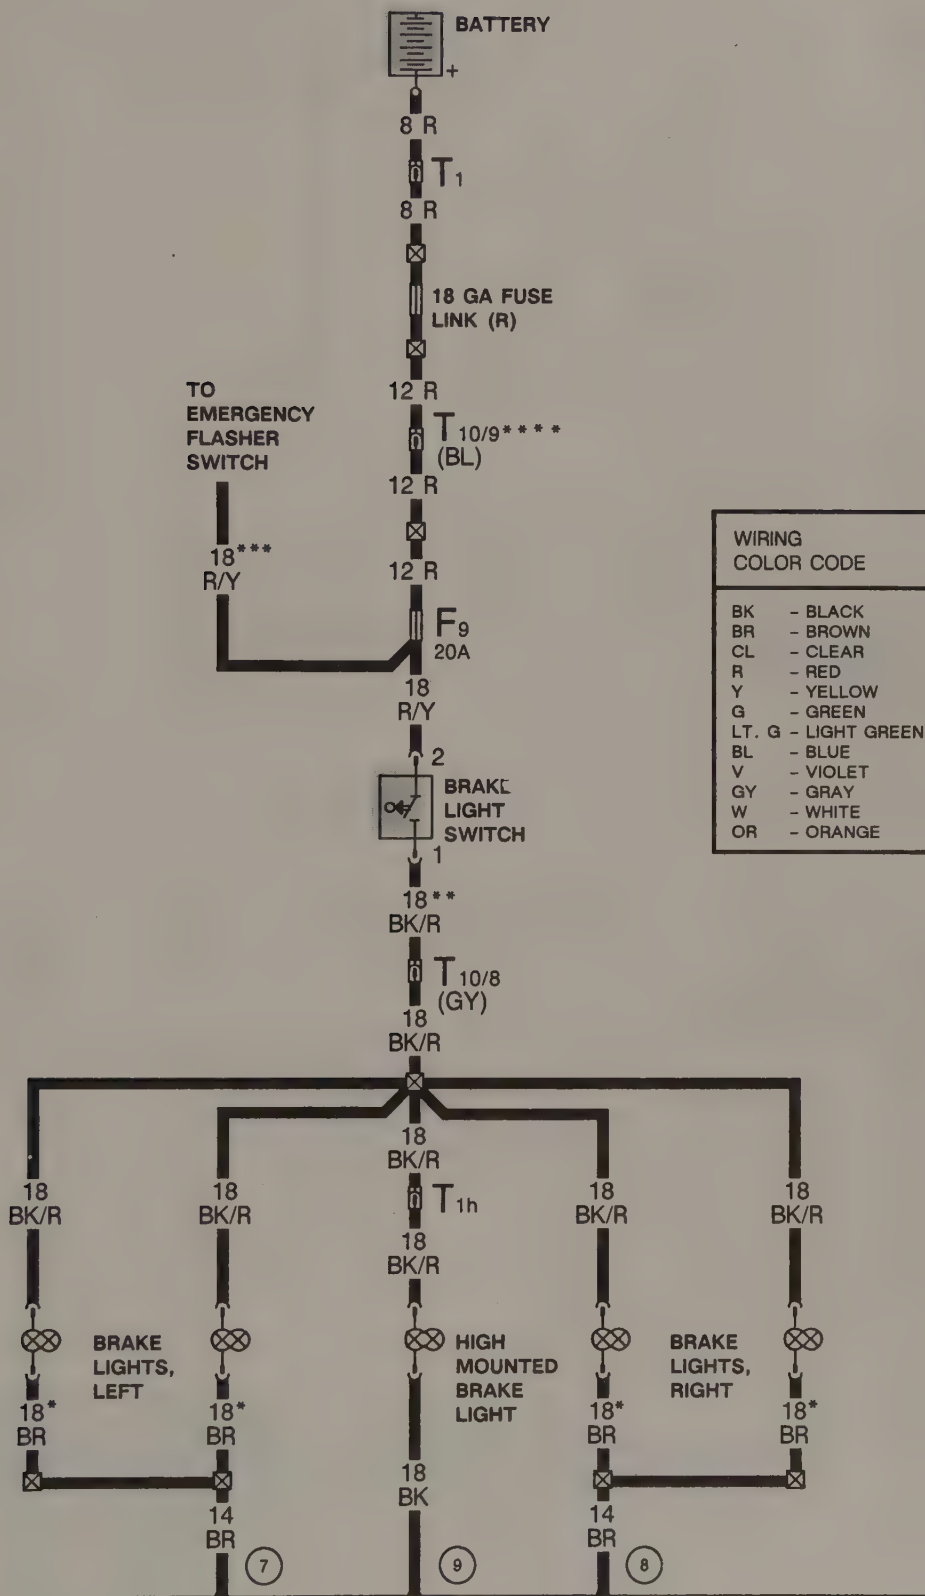 BATTERY
+
8 R
T1
8 R
18 GA FUSE
LINK (R)
12 R
TO
EMERGENCY
FLASHER
SWITCH
T10/9****
(BL)
12 R
18***
R/Y
12 R
F9
20A
18
R/Y
2
BRAKE
LIGHT
SWITCH
1
18**
BK/R
T10/8
(GY)
18
BK/R
WIRING
COLOR CODE
BK - BLACK
BR - BROWN
CL - CLEAR
R - RED
Y - YELLOW
G - GREEN
LT. G - LIGHT GREEN
BL - BLUE
V - VIOLET
GY - GRAY
W - WHITE
OR - ORANGE
18
BK/R
18
BK/R
18
BK/R
18
BK/R
18
BK/R
T1h
18
BK/R
BRAKE
LIGHTS,
LEFT
HIGH
MOUNTED
BRAKE
LIGHT
BRAKE
LIGHTS,
RIGHT
18*
BR
18*
BR
18*
BR
18*
BR
18
BK
14
BR
14
BR
7
9
8